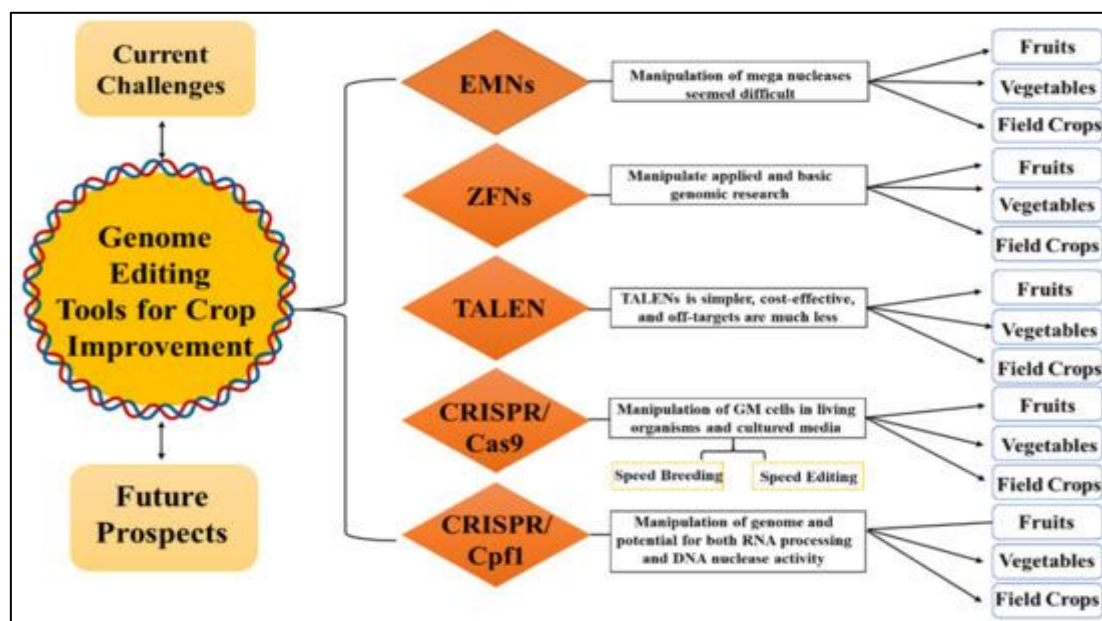 Current
Challenges
Genome
Editing
Tools for Crop
Improvement
Future
Prospects
EMNs
Manipulation of mega nucleases
seemed difficult
Fruits
Vegetables
Field Crops
ZFNs
Manipulate applied and basic
genomic research
Fruits
Vegetables
Field Crops
TALEN
TALENs is simpler, cost-effective,
and off-targets are much less
Fruits
Vegetables
Field Crops
CRISPR/
Cas9
Manipulation of GM cells in living
organisms and cultured media
Speed Breeding
Speed Editing
Fruits
Vegetables
Field Crops
CRISPR/
Cpf1
Manipulation of genome and
potential for both RNA processing
and DNA nuclease activity
Fruits
Vegetables
Field Crops